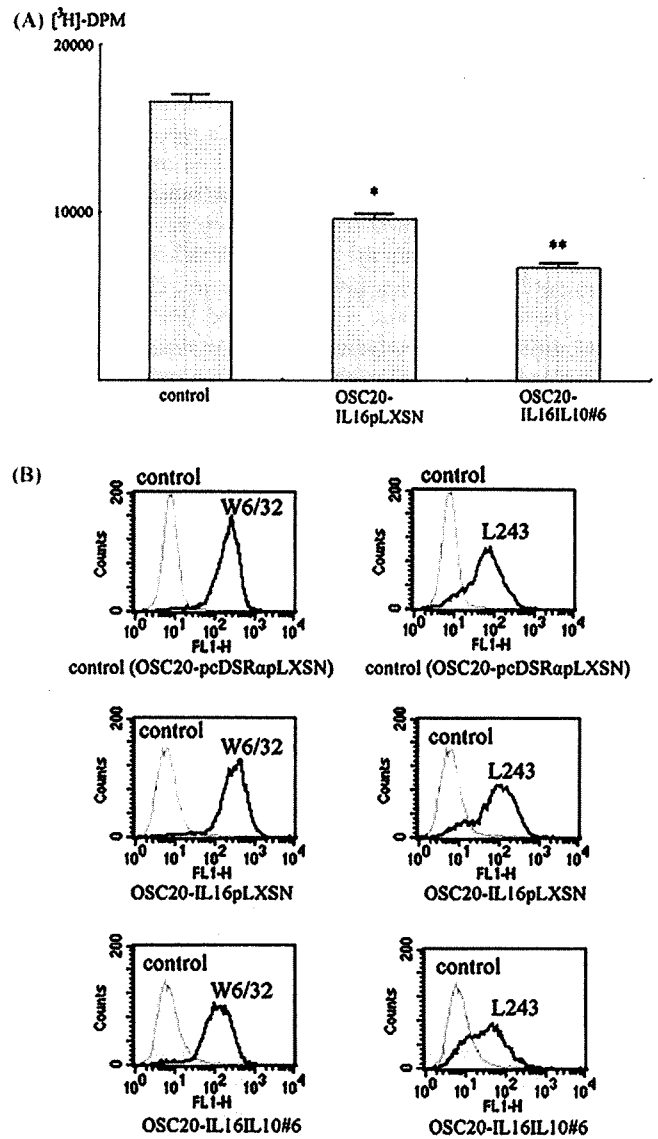 (A) [³H]-DPM
20000
10000
*
**
control
OSC20-
IL16pLXSN
OSC20-
IL16IL10#6
(B)
control
200
W6/32
Counts
0
10⁰ 10¹ 10² 10³ 10⁴
FL1-H
control (OSC20-pcDSRαpLXSN)
control
200
L243
Counts
0
10⁰ 10¹ 10² 10³ 10⁴
FL1-H
control (OSC20-pcDSRαpLXSN)
200
control
W6/32
Counts
0
10⁰ 10¹ 10² 10³ 10⁴
FL1-H
OSC20-IL16pLXSN
200
control
L243
Counts
0
10⁰ 10¹ 10² 10³ 10⁴
FL1-H
OSC20-IL16pLXSN
200
control
W6/32
Counts
0
10⁰ 10¹ 10² 10³ 10⁴
FL1-H
OSC20-IL16IL10#6
200
control
L243
Counts
0
10⁰ 10¹ 10² 10³ 10⁴
FL1-H
OSC20-IL16IL10#6